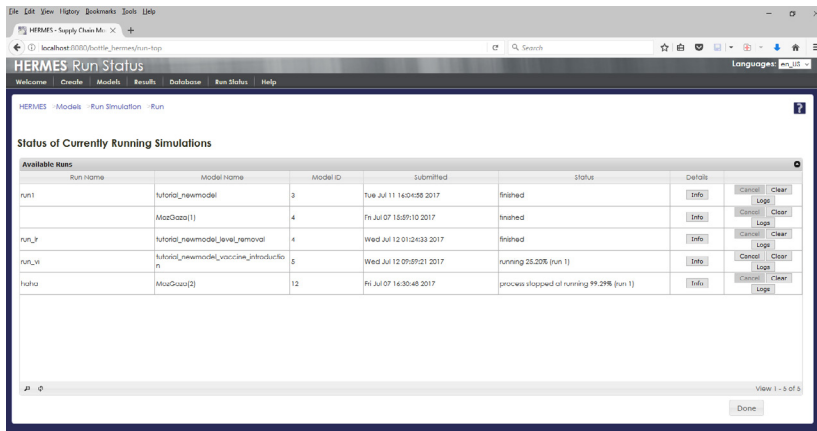 File Edit View History Bookmarks Tools Help
HERMES - Supply Chain Mo
localhost:8080/bottle_hermes/run-top
Search
HERMES Run Status
Languages: en_US
Welcome Create Models Results Database Run Status Help
HERMES >Models >Run Simulation >Run
?
Status of Currently Running Simulations
Available Runs
Run Name Model Name Model ID Submitted Status Details
run1 tutorial_newmodel 3 Tue Jul 11 16:04:58 2017 finished Info Cancel Clear
Logs
MozGaza(1) 4 Fri Jul 07 15:59:10 2017 finished Info Cancel Clear
Logs
run_lr tutorial_newmodel_level_removal 4 Wed Jul 12 01:24:33 2017 finished Info Cancel Clear
Logs
run_vi tutorial_newmodel_vaccine_introductio
n 5 Wed Jul 12 09:59:21 2017 running 25.20% (run 1) Info Cancel Clear
Logs
haha MozGaza(2) 12 Fri Jul 07 16:30:48 2017 process stopped at running 99.29% (run 1) Info Cancel Clear
Logs
View 1 - 5 of 5
Done